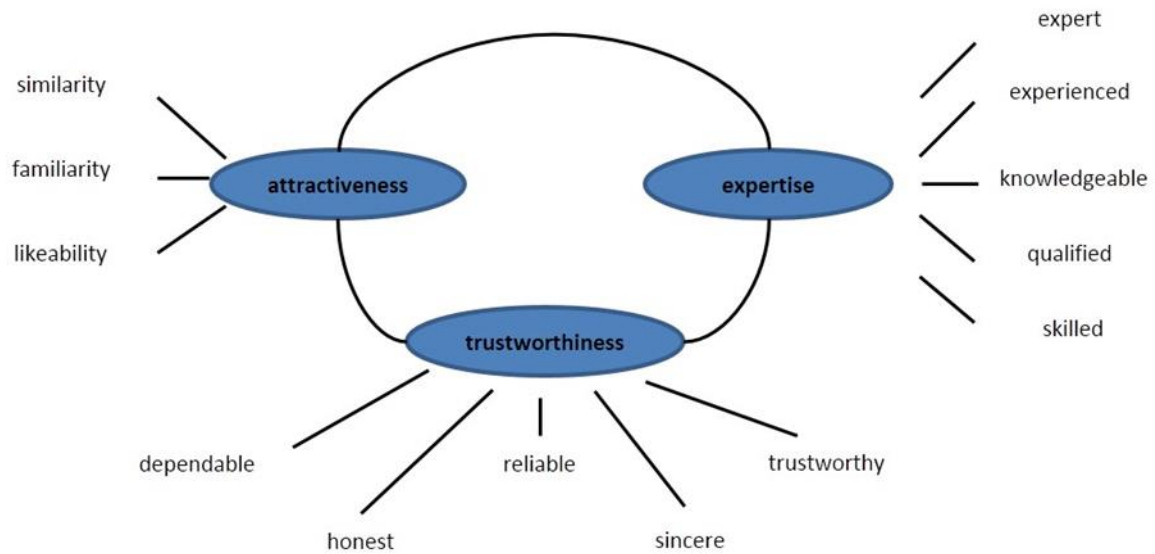 expert
similarity
experienced
familiarity
attractiveness
expertise
knowledgeable
likeability
qualified
skilled
trustworthiness
dependable
reliable
trustworthy
honest
sincere